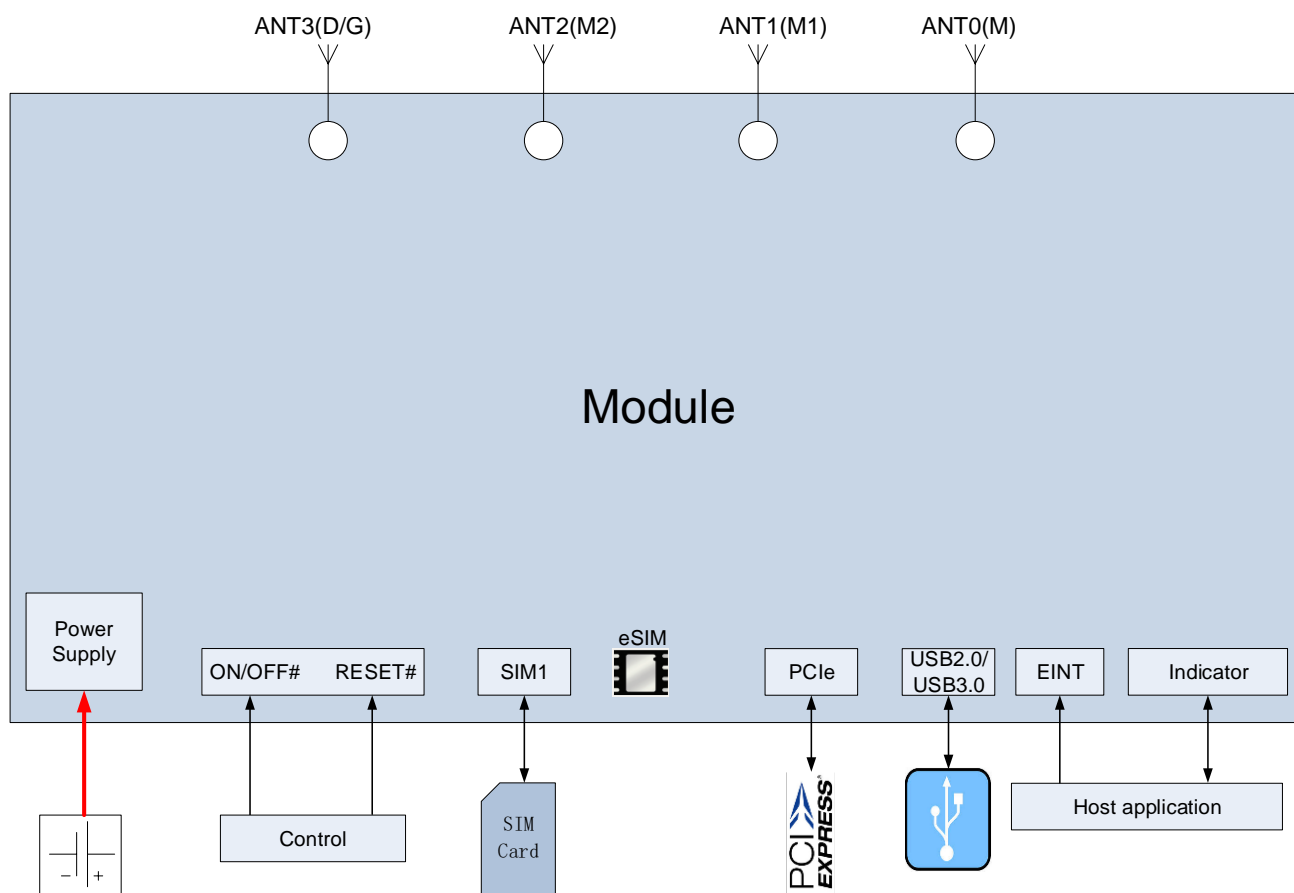 ANT3(D/G) ANT2(M2) ANT1(M1) ANT0(M)
Module
Power
Supply
ON/OFF# RESET#
SIM1
eSIM
PCIe
USB2.0/
USB3.0
EINT
Indicator
- +
Control
SIM
Card
PCI
EXPRESS®
Host application